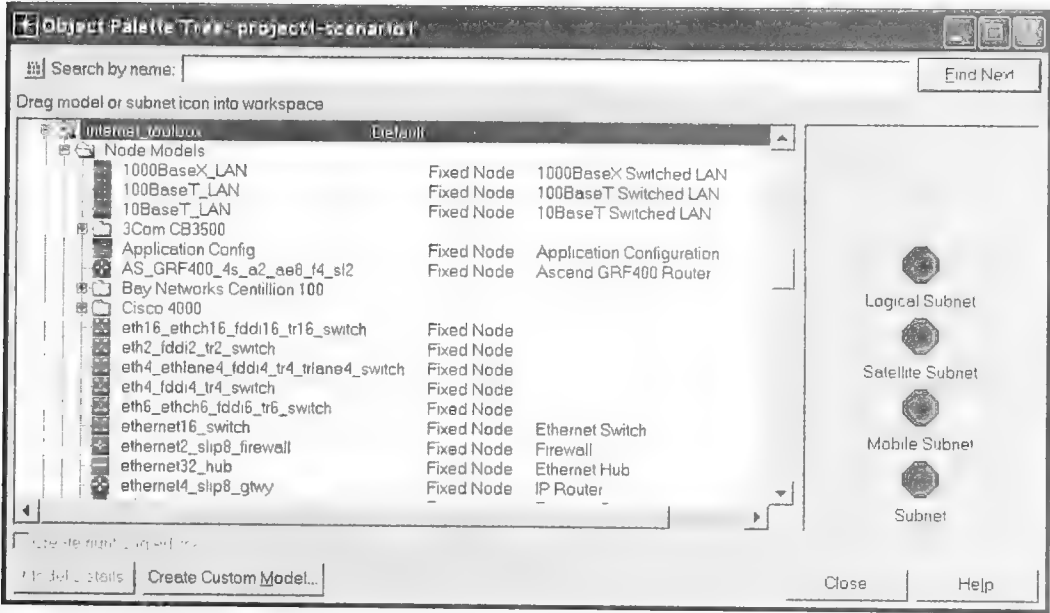 Object Palette Tree: project1-scenario1
Search by name: Find Next
Drag model or subnet icon into workspace
internet_toolbox Default
Node Models
1000BaseX_LAN Fixed Node 1000BaseX Switched LAN
100BaseT_LAN Fixed Node 100BaseT Switched LAN
10BaseT_LAN Fixed Node 10BaseT Switched LAN
3Com CB3500
Application Config Fixed Node Application Configuration
AS_GRF400_4s_a2_ae8_f4_sl2 Fixed Node Ascend GRF400 Router
Bay Networks Centillion 100
Cisco 4000
eth16_ethch16_fddi16_tr16_switch Fixed Node
eth2_fddi2_tr2_switch Fixed Node
eth4_ethlane4_fddi4_tr4_trlane4_switch Fixed Node
eth4_fddi4_tr4_switch Fixed Node
eth6_ethch6_fddi6_tr6_switch Fixed Node
ethernet16_switch Fixed Node Ethernet Switch
ethernet2_slip8_firewall Fixed Node Firewall
ethernet32_hub Fixed Node Ethernet Hub
ethernet4_slip8_gtwy Fixed Node IP Router
Logical Subnet
Satellite Subnet
Mobile Subnet
Subnet
Model Details Create Custom Model... Close Help